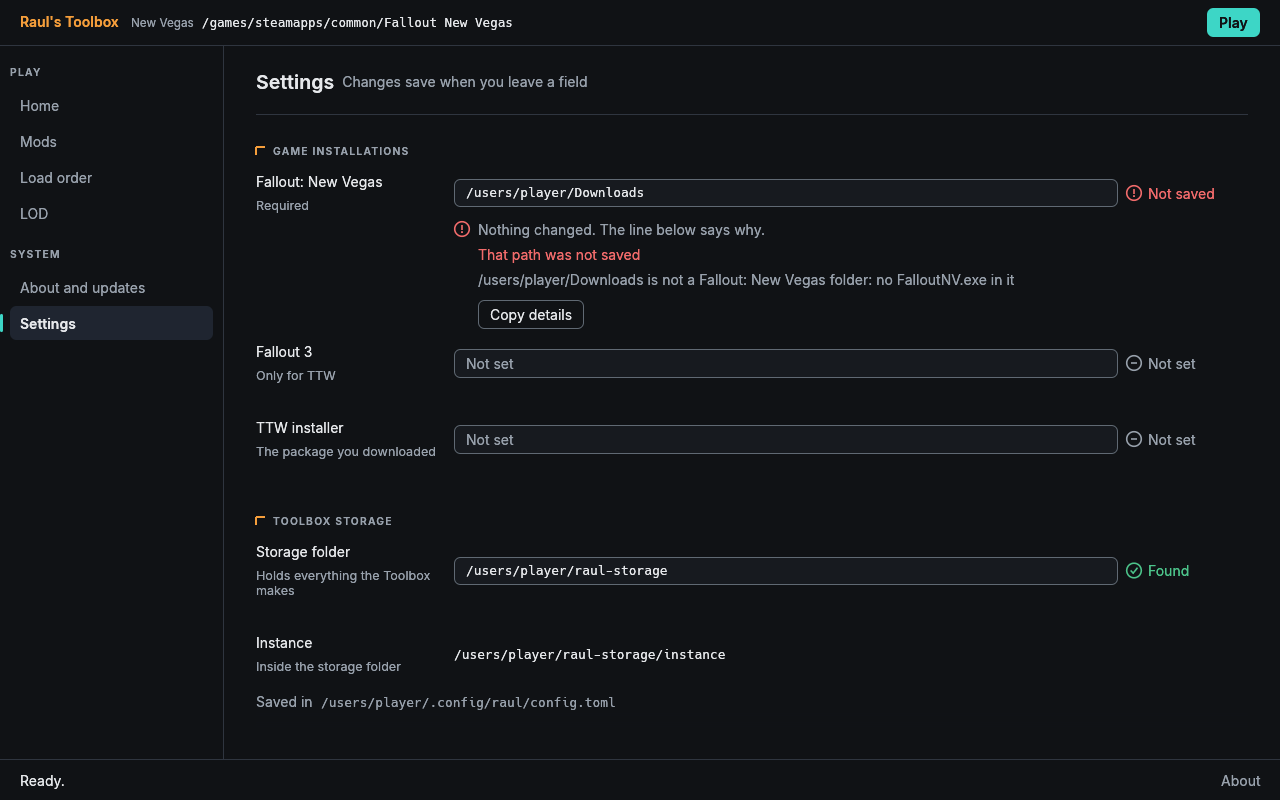 Raul's Toolbox New Vegas /games/steamapps/common/Fallout New Vegas Play
PLAY
Home
Mods
Load order
LOD
SYSTEM
About and updates
Settings
Settings Changes save when you leave a field
GAME INSTALLATIONS
Fallout: New Vegas
Required
/users/player/Downloads
Not saved
Nothing changed. The line below says why.
That path was not saved
/users/player/Downloads is not a Fallout: New Vegas folder: no FalloutNV.exe in it
Copy details
Fallout 3
Only for TTW
Not set
Not set
TTW installer
The package you downloaded
Not set
Not set
TOOLBOX STORAGE
Storage folder
Holds everything the Toolbox
makes
/users/player/raul-storage
Found
Instance
Inside the storage folder
/users/player/raul-storage/instance
Saved in /users/player/.config/raul/config.toml
Ready.
About